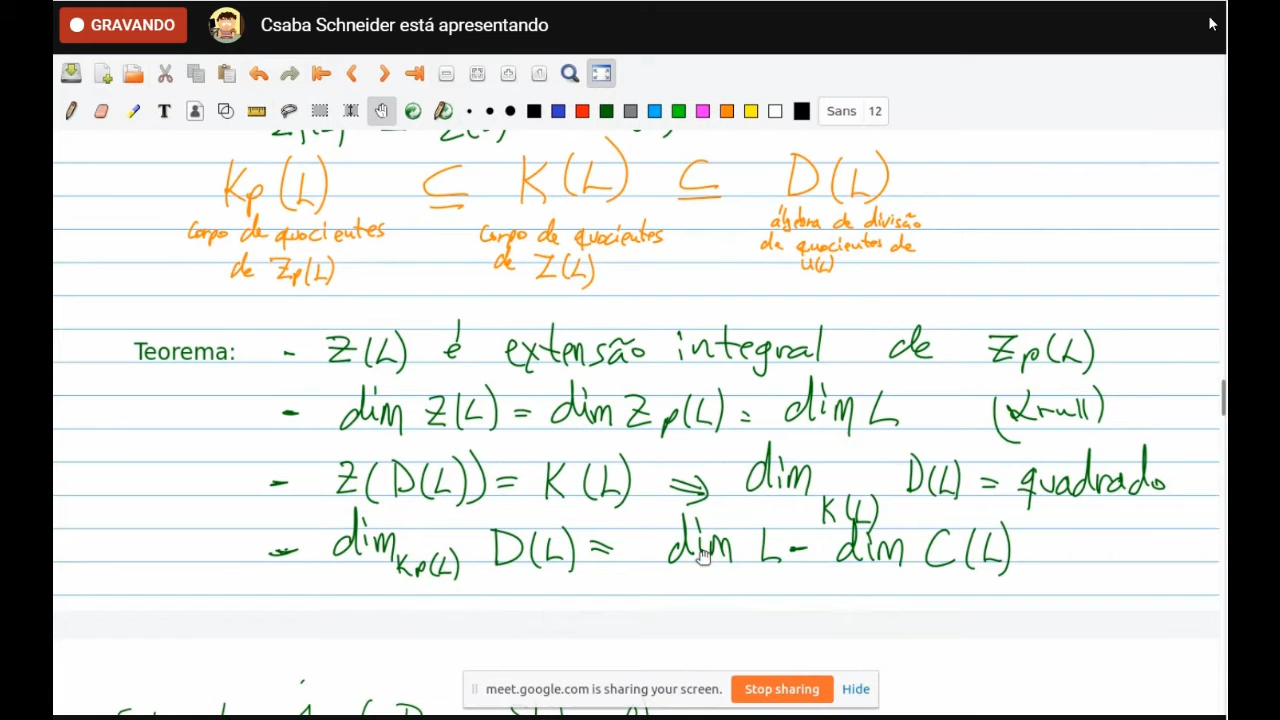 GRAVANDO
Csaba Schneider está apresentando
Sans 12
Kp(L) ⊆ K(L) ⊆ D(L)
corpo de quocientes de Zp(L)
corpo de quocientes de Z(L)
álgebra de divisão de quocientes de U(L)
Teorema: - Z(L) é extensão integral de Zp(L)
- dim Z(L) = dim Zp(L) = dim L (Krull)
- Z(D(L)) = K(L) ⇒ dim K(L) D(L) = quadrado
- dim Kp(L) D(L) = dim L - dim C(L)
meet.google.com is sharing your screen. Stop sharing Hide